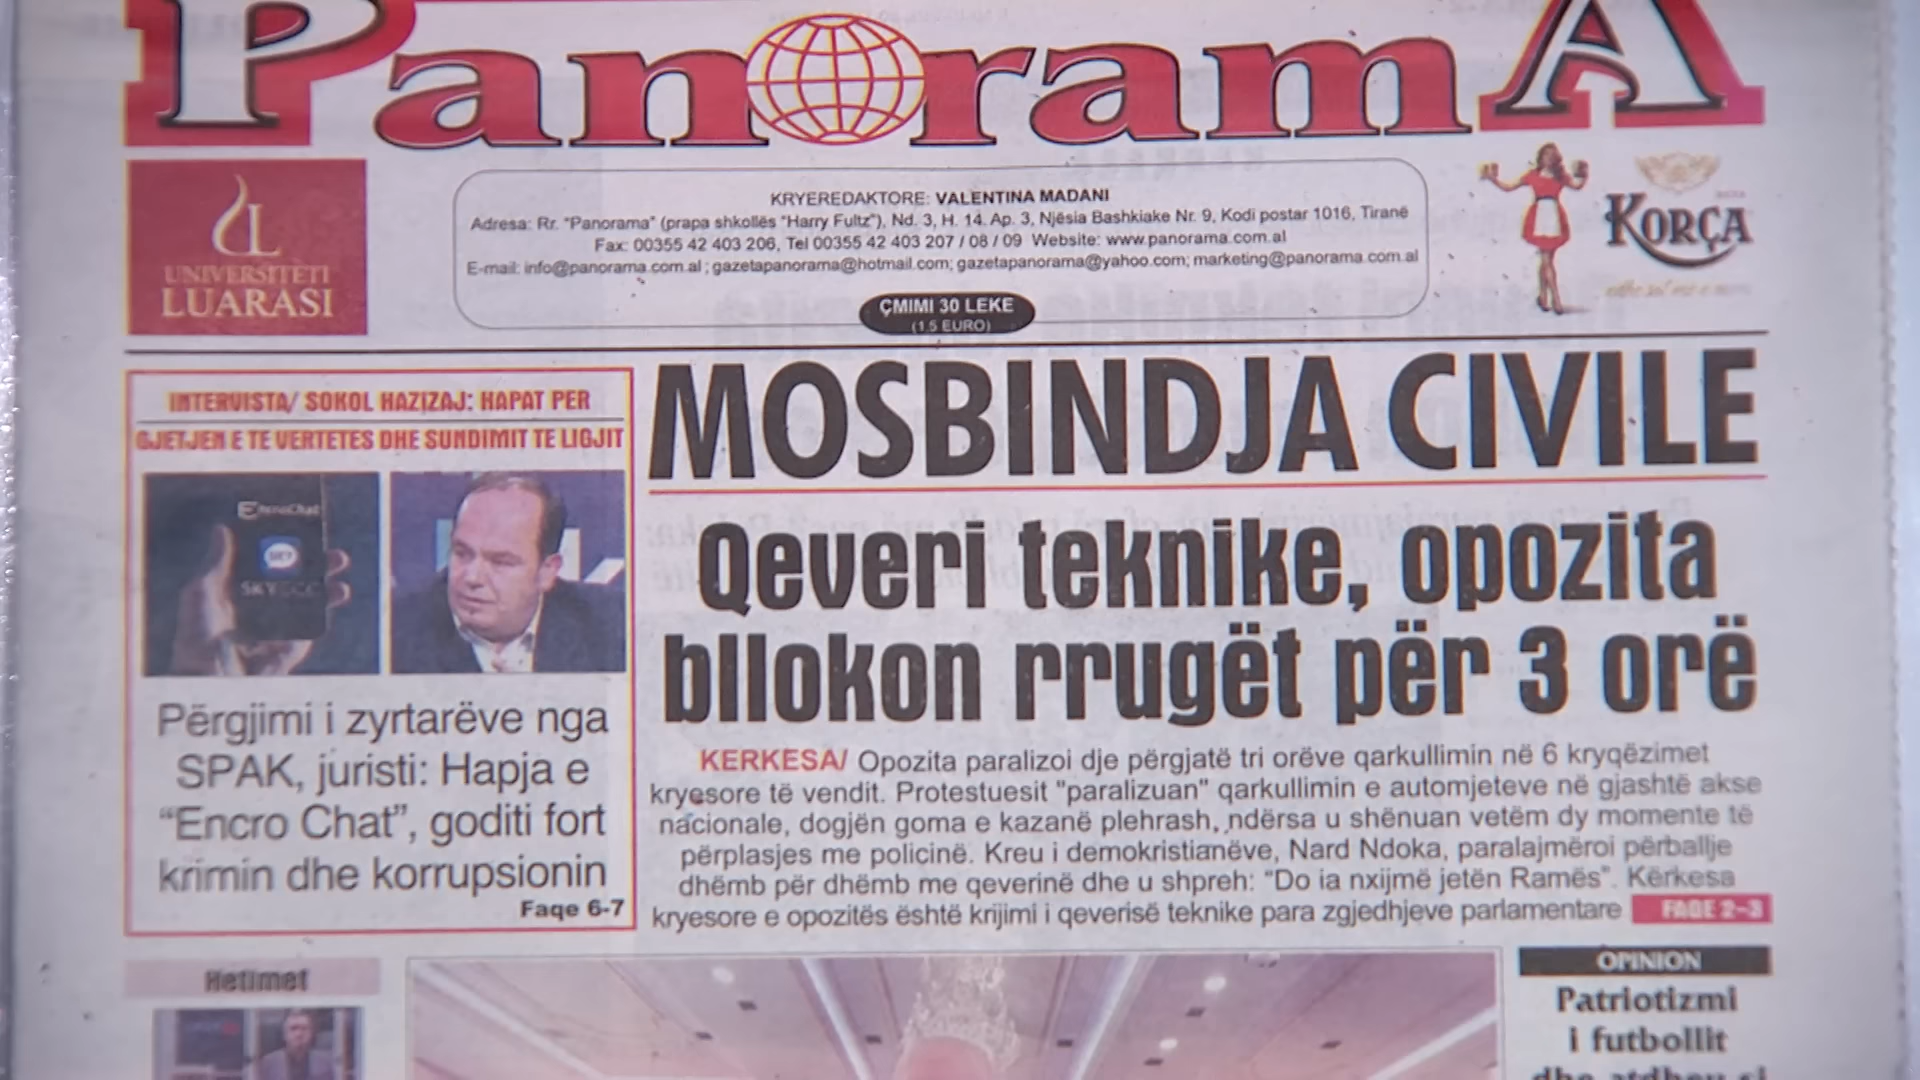 PanoramA
UNIVERSITETI
LUARASI
KRYEREDAKTORE: VALENTINA MADANI
Adresa: Rr. "Panorama" (prapa shkollës "Harry Fultz"), Nd. 3, H. 14. Ap. 3, Njësia Bashkiake Nr. 9, Kodi postar 1016, Tiranë
Fax: 00355 42 403 206, Tel 00355 42 403 207 / 08 / 09 Website: www.panorama.com.al
E-mail: info@panorama.com.al ; gazetapanorama@hotmail.com; gazetapanorama@yahoo.com; marketing@panorama.com.al
ÇMIMI 30 LEKE
(1.5 EURO)
KORÇA
INTERVISTA/ SOKOL HAZIZAJ: HAPAT PER
GJETJEN E TE VERTETES DHE SUNDIMIT TE LIGJIT
EncroChat
SKY ECC
Përgjimi i zyrtarëve nga
SPAK, juristi: Hapja e
“Encro Chat”, goditi fort
krimin dhe korrupsionin
Faqe 6-7
MOSBINDJA CIVILE
Qeveri teknike, opozita
bllokon rrugët për 3 orë
KERKESA/ Opozita paralizoi dje përgjatë tri orëve qarkullimin në 6 kryqëzimet
kryesore të vendit. Protestuesit "paralizuan" qarkullimin e automjeteve në gjashtë akse
nacionale, dogjën goma e kazanë plehrash, ndërsa u shënuan vetëm dy momente të
përplasjes me policinë. Kreu i demokristianëve, Nard Ndoka, paralajmëroi përballje
dhëmb për dhëmb me qeverinë dhe u shpreh: “Do ia nxijmë jetën Ramës”. Kërkesa
kryesore e opozitës është krijimi i qeverisë teknike para zgjedhjeve parlamentare
FAQE 2-3
Hetimet
OPINION
Patriotizmi
i futbollit
dhe atdheu si